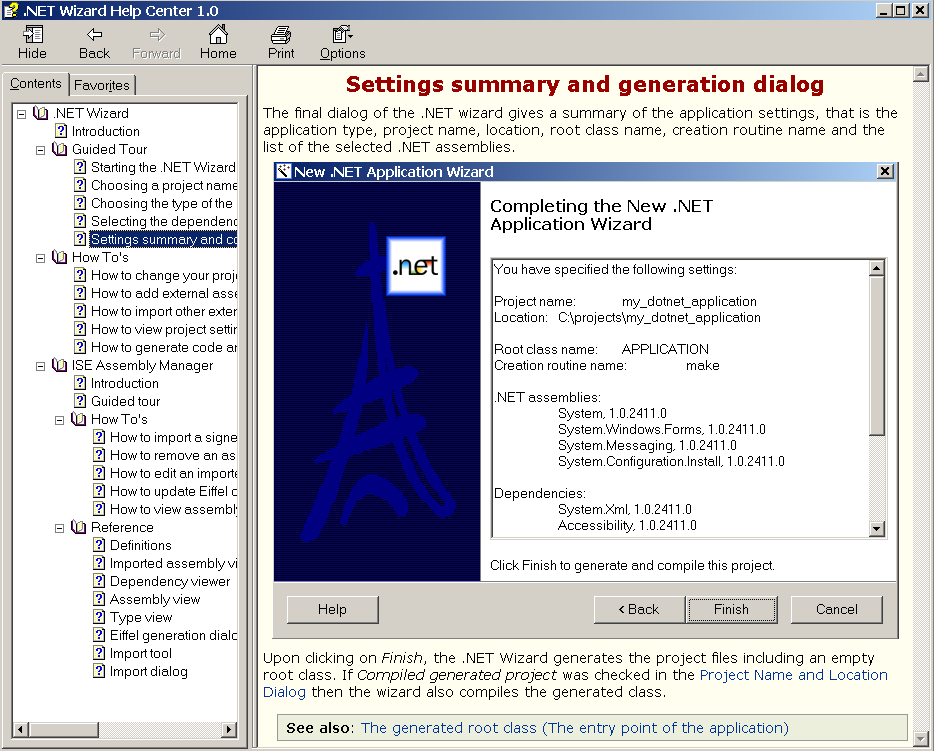 .NET Wizard Help Center 1.0
Hide Back Forward Home Print Options
Contents Favorites
.NET Wizard
Introduction
Guided Tour
Starting the .NET Wizard
Choosing a project name
Choosing the type of the
Selecting the dependenc
Settings summary and co
How To's
How to change your proje
How to add external asse
How to import other exter
How to view project settin
How to generate code an
ISE Assembly Manager
Introduction
Guided tour
How To's
How to import a signe
How to remove an as
How to edit an importe
How to update Eiffel c
How to view assembly
Reference
Definitions
Imported assembly vi
Dependency viewer
Assembly view
Type view
Eiffel generation dialo
Import tool
Import dialog
Settings summary and generation dialog
The final dialog of the .NET wizard gives a summary of the application settings, that is the
application type, project name, location, root class name, creation routine name and the
list of the selected .NET assemblies.
New .NET Application Wizard
.net
Completing the New .NET
Application Wizard
You have specified the following settings:
Project name: my_dotnet_application
Location: C:\projects\my_dotnet_application
Root class name: APPLICATION
Creation routine name: make
.NET assemblies:
System, 1.0.2411.0
System.Windows.Forms, 1.0.2411.0
System.Messaging, 1.0.2411.0
System.Configuration.Install, 1.0.2411.0
Dependencies:
System.Xml, 1.0.2411.0
Accessibility, 1.0.2411.0
Click Finish to generate and compile this project.
Help < Back Finish Cancel
Upon clicking on Finish, the .NET Wizard generates the project files including an empty
root class. If Compiled generated project was checked in the Project Name and Location
Dialog then the wizard also compiles the generated class.
See also: The generated root class (The entry point of the application)